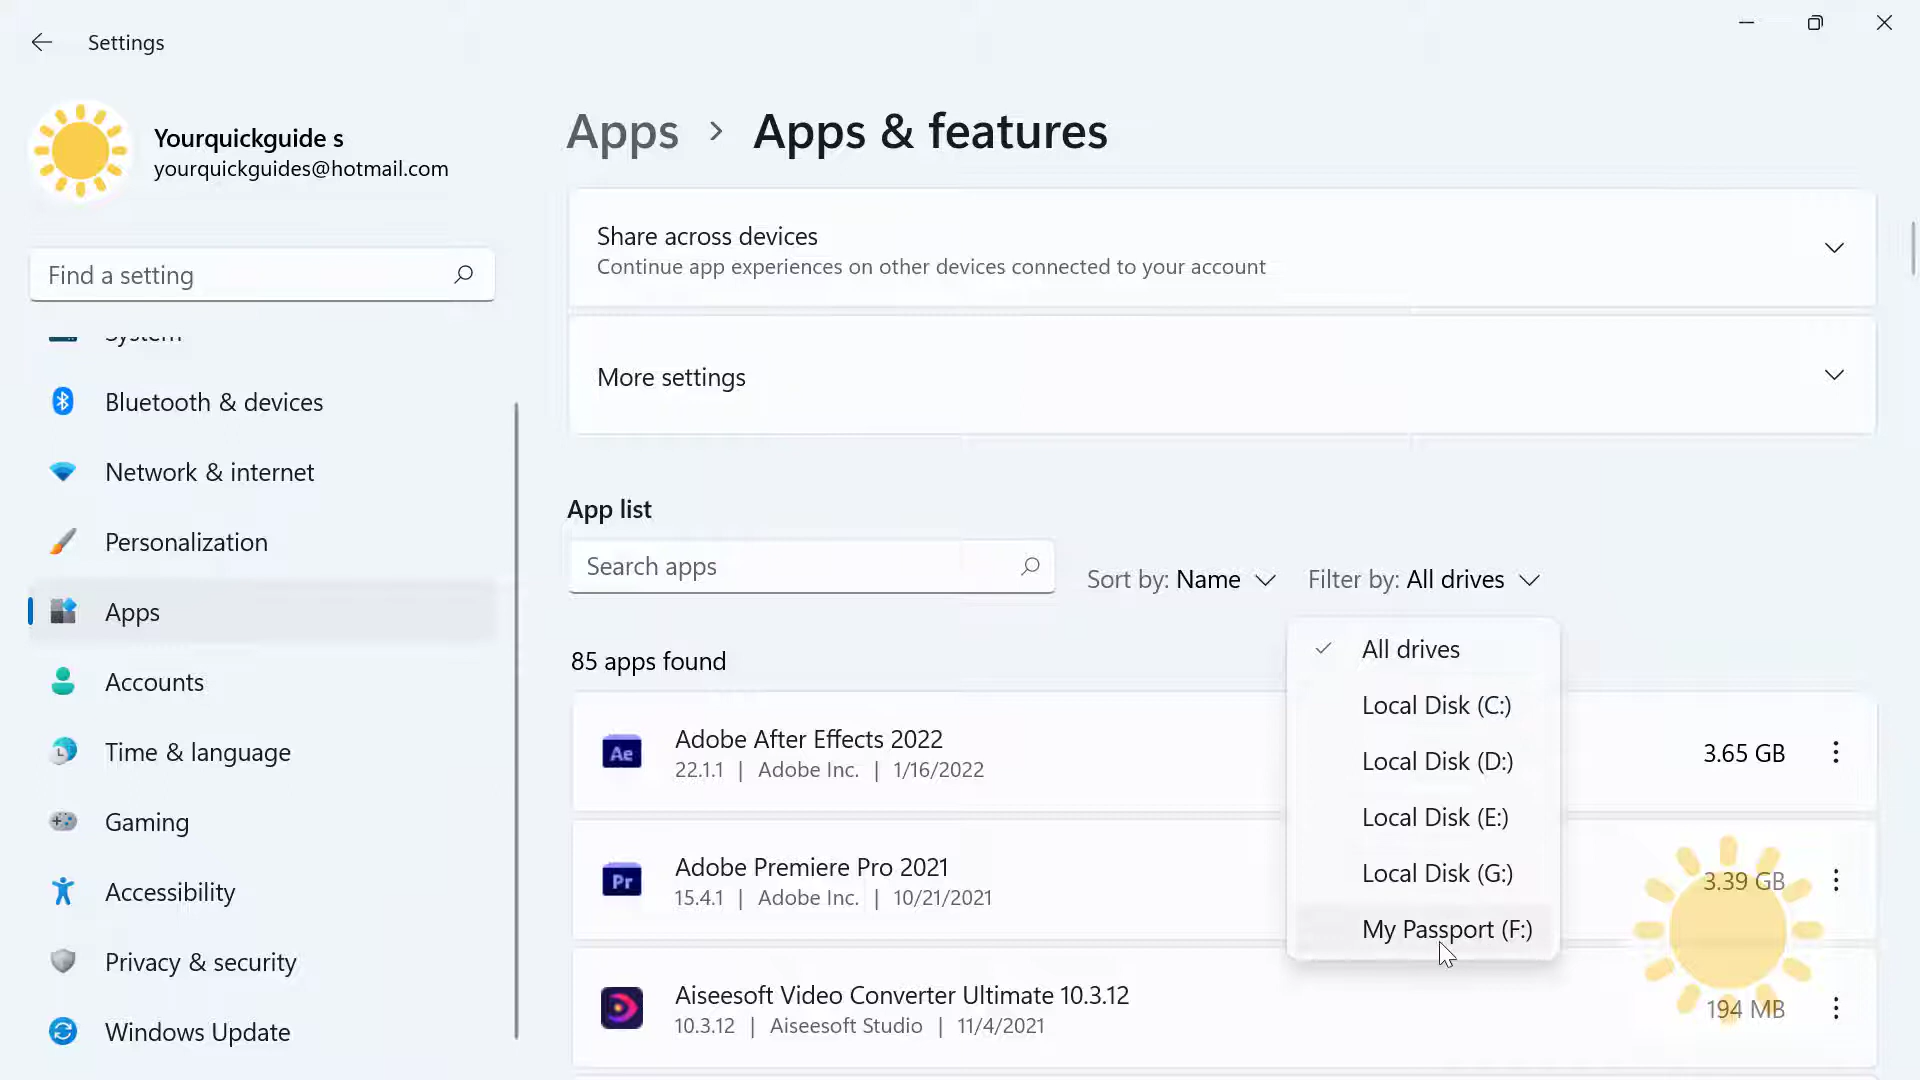 Settings
Yourquickguide s
yourquickguides@hotmail.com
Find a setting
System
Bluetooth & devices
Network & internet
Personalization
Apps
Accounts
Time & language
Gaming
Accessibility
Privacy & security
Windows Update
Apps > Apps & features
Share across devices
Continue app experiences on other devices connected to your account
More settings
App list
Search apps
Sort by: Name
Filter by: All drives
All drives
Local Disk (C:)
Local Disk (D:)
Local Disk (E:)
Local Disk (G:)
My Passport (F:)
85 apps found
Ae
Adobe After Effects 2022
22.1.1 | Adobe Inc. | 1/16/2022
3.65 GB
Pr
Adobe Premiere Pro 2021
15.4.1 | Adobe Inc. | 10/21/2021
3.39 GB
Aiseesoft Video Converter Ultimate 10.3.12
10.3.12 | Aiseesoft Studio | 11/4/2021
194 MB